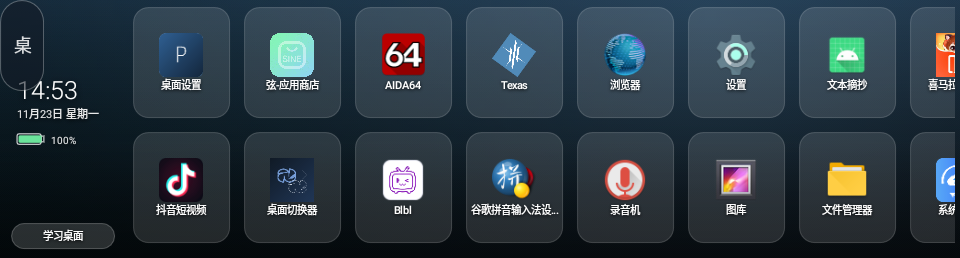 桌
14:53
11月23日 星期一
100%
学习桌面
P
桌面设置
SINE
弦-应用商店
64
AIDA64
Texas
浏览器
设置
文本摘抄
喜马拉
抖音短视频
桌面切换器
Blbl
拼
谷歌拼音输入法设...
录音机
图库
文件管理器
系统